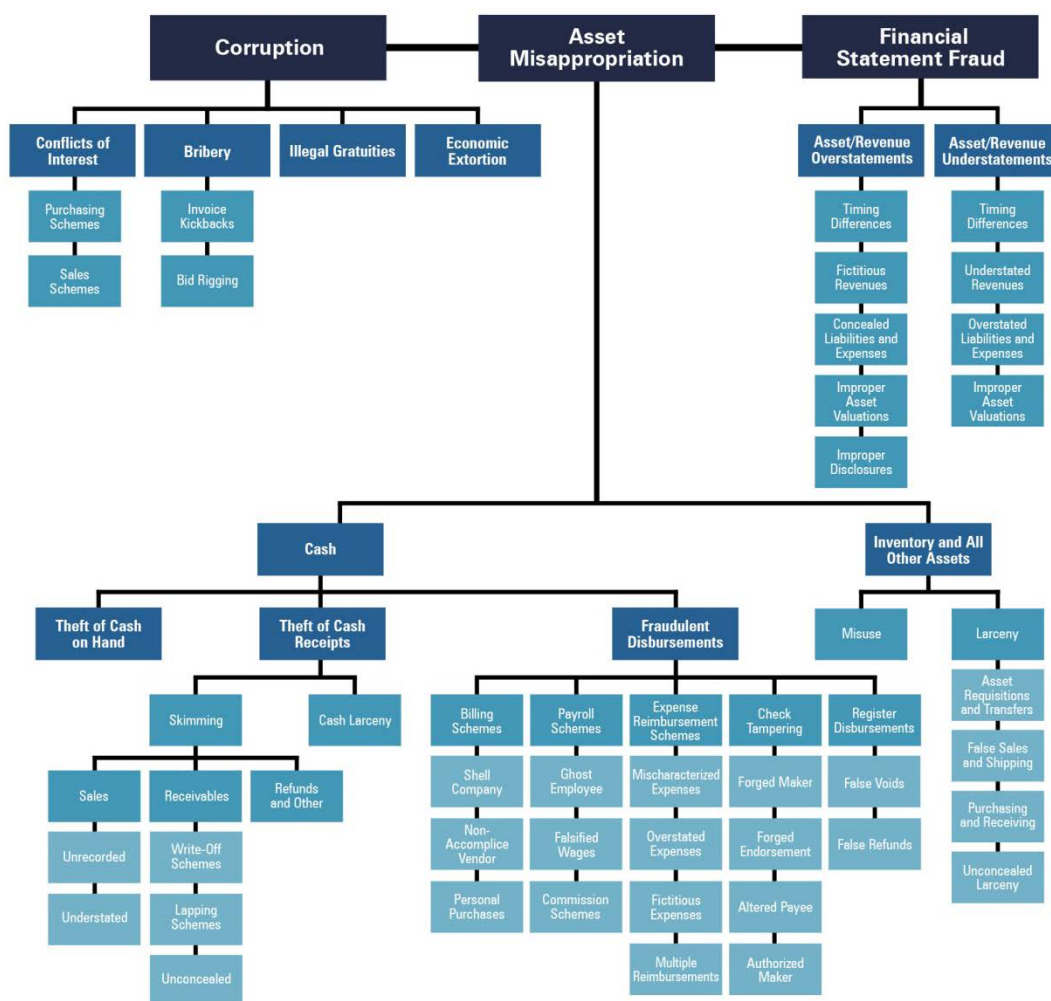 Corruption
Asset
Misappropriation
Financial
Statement Fraud
Conflicts of
Interest
Bribery
Illegal Gratuities
Economic
Extortion
Asset/Revenue
Overstatements
Asset/Revenue
Understatements
Purchasing
Schemes
Invoice
Kickbacks
Timing
Differences
Timing
Differences
Sales
Schemes
Bid Rigging
Fictitious
Revenues
Understated
Revenues
Concealed
Liabilities and
Expenses
Overstated
Liabilities and
Expenses
Improper
Asset
Valuations
Improper
Asset
Valuations
Improper
Disclosures
Cash
Inventory and All
Other Assets
Theft of Cash
on Hand
Theft of Cash
Receipts
Fraudulent
Disbursements
Misuse
Larceny
Skimming
Cash Larceny
Billing
Schemes
Payroll
Schemes
Expense
Reimbursement
Schemes
Check
Tampering
Register
Disbursements
Asset
Requisitions
and Transfers
Sales
Receivables
Refunds
and Other
Shell
Company
Ghost
Employee
Mischaracterized
Expenses
Forged Maker
False Voids
False Sales
and Shipping
Unrecorded
Write-Off
Schemes
Non-
Accomplice
Vendor
Falsified
Wages
Overstated
Expenses
Forged
Endorsement
False Refunds
Purchasing
and Receiving
Understated
Lapping
Schemes
Personal
Purchases
Commission
Schemes
Fictitious
Expenses
Altered Payee
Unconcealed
Larceny
Unconcealed
Multiple
Reimbursements
Authorized
Maker